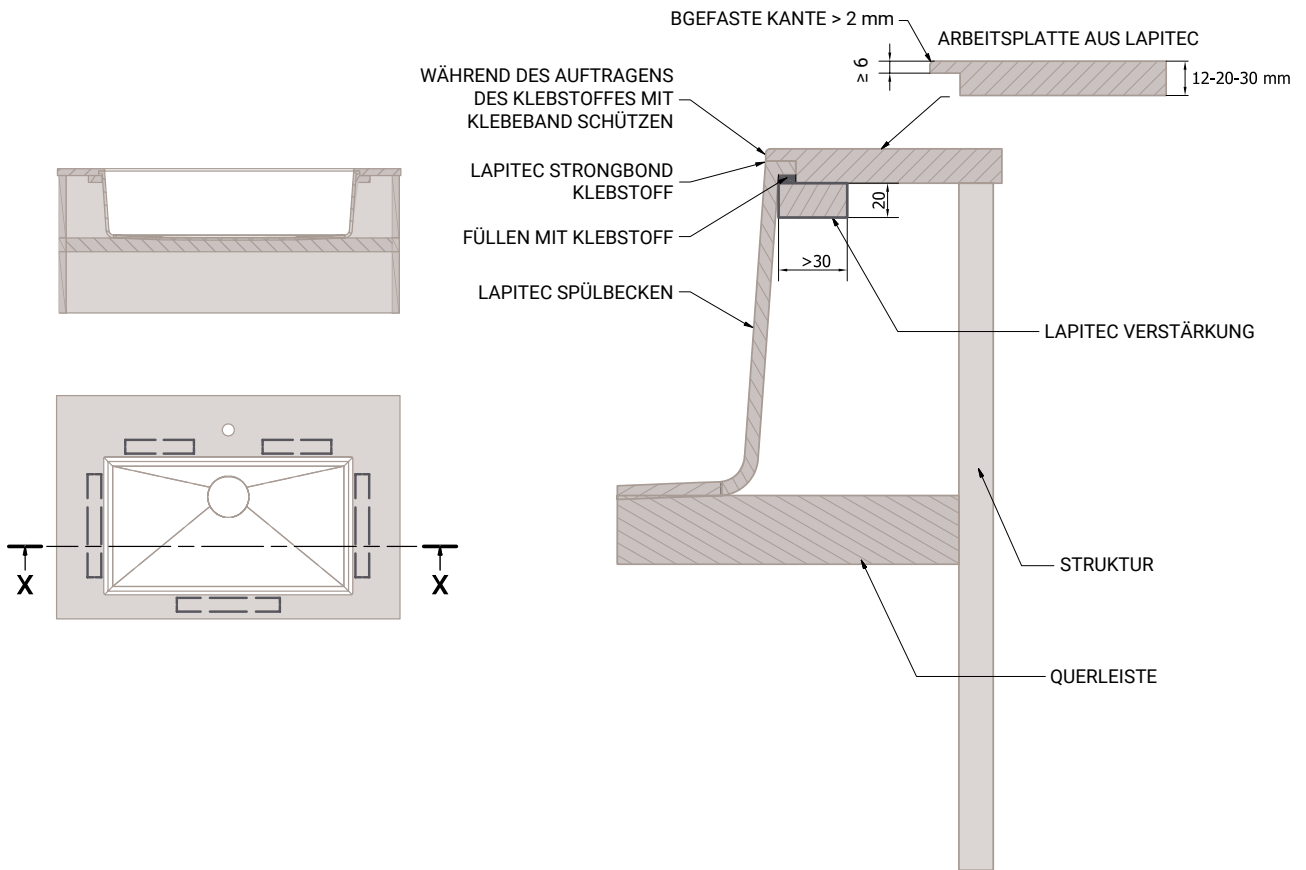 BGEFASTE KANTE > 2 mm
ARBEITSPLATTE AUS LAPITEC
≥ 6
12-20-30 mm
WÄHREND DES AUFTRAGENS
DES KLEBSTOFFES MIT
KLEBEBAND SCHÜTZEN
LAPITEC STRONGBOND
KLEBSTOFF
20
FÜLLEN MIT KLEBSTOFF
>30
LAPITEC SPÜLBECKEN
LAPITEC VERSTÄRKUNG
X X
STRUKTUR
QUERLEISTE